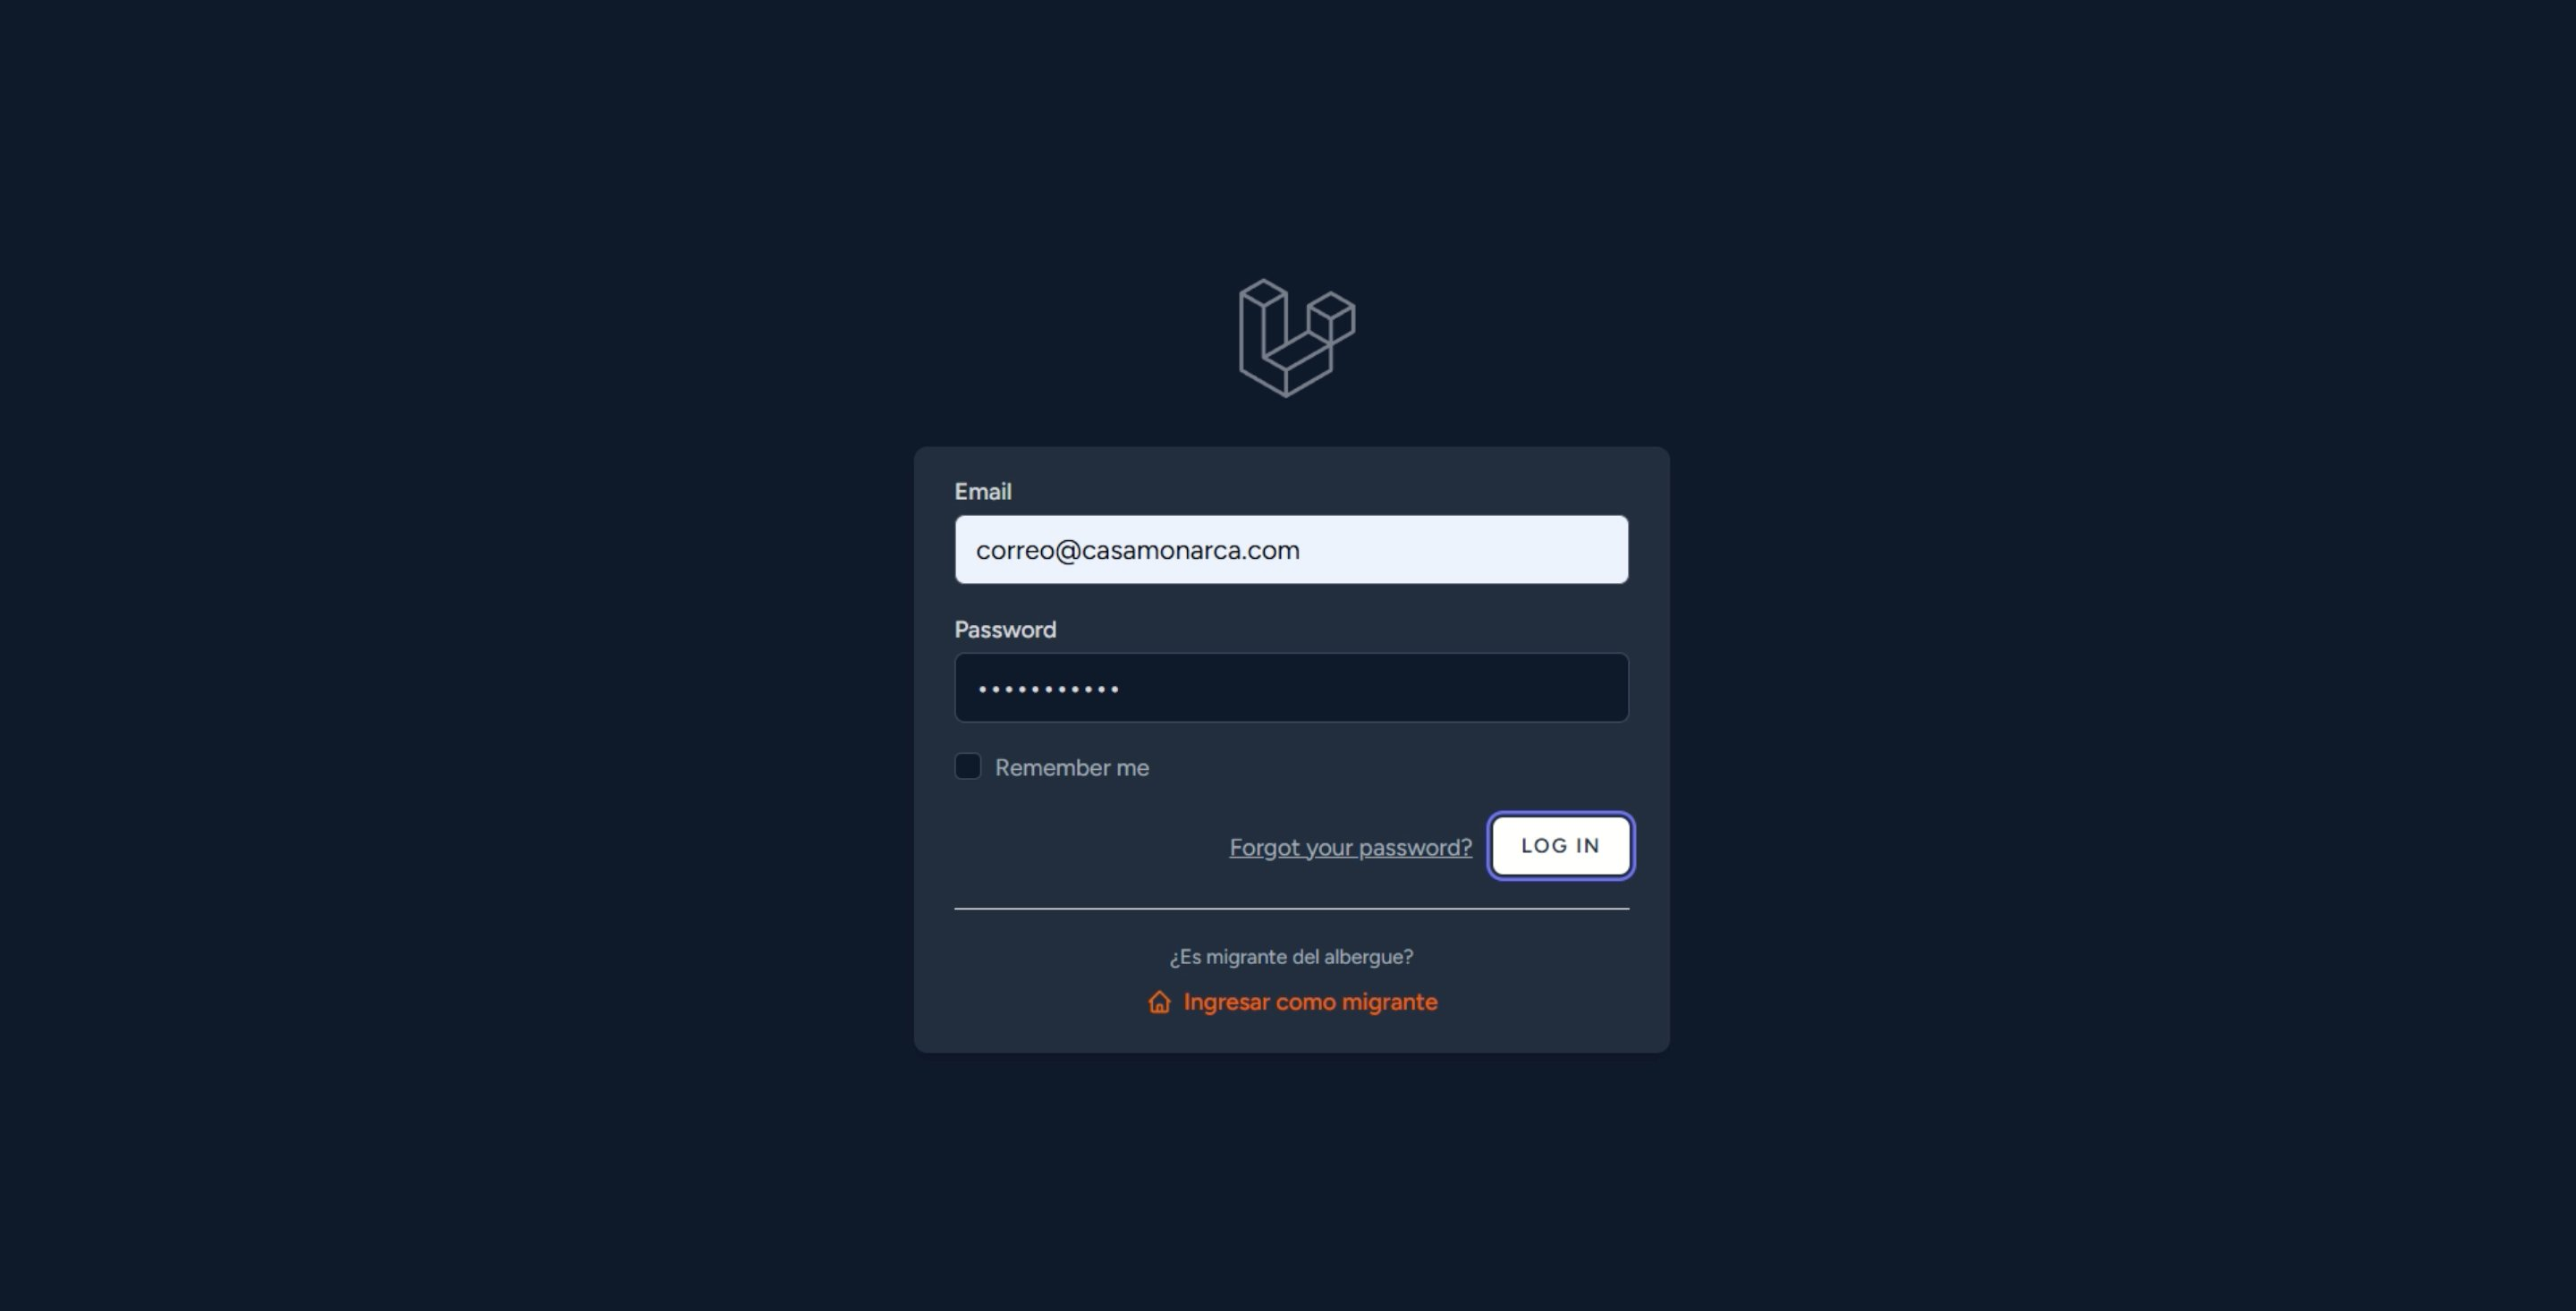 Email
correo@casamonarca.com
Password
•••••••••••
Remember me
Forgot your password? LOG IN
¿Es migrante del albergue?
Ingresar como migrante